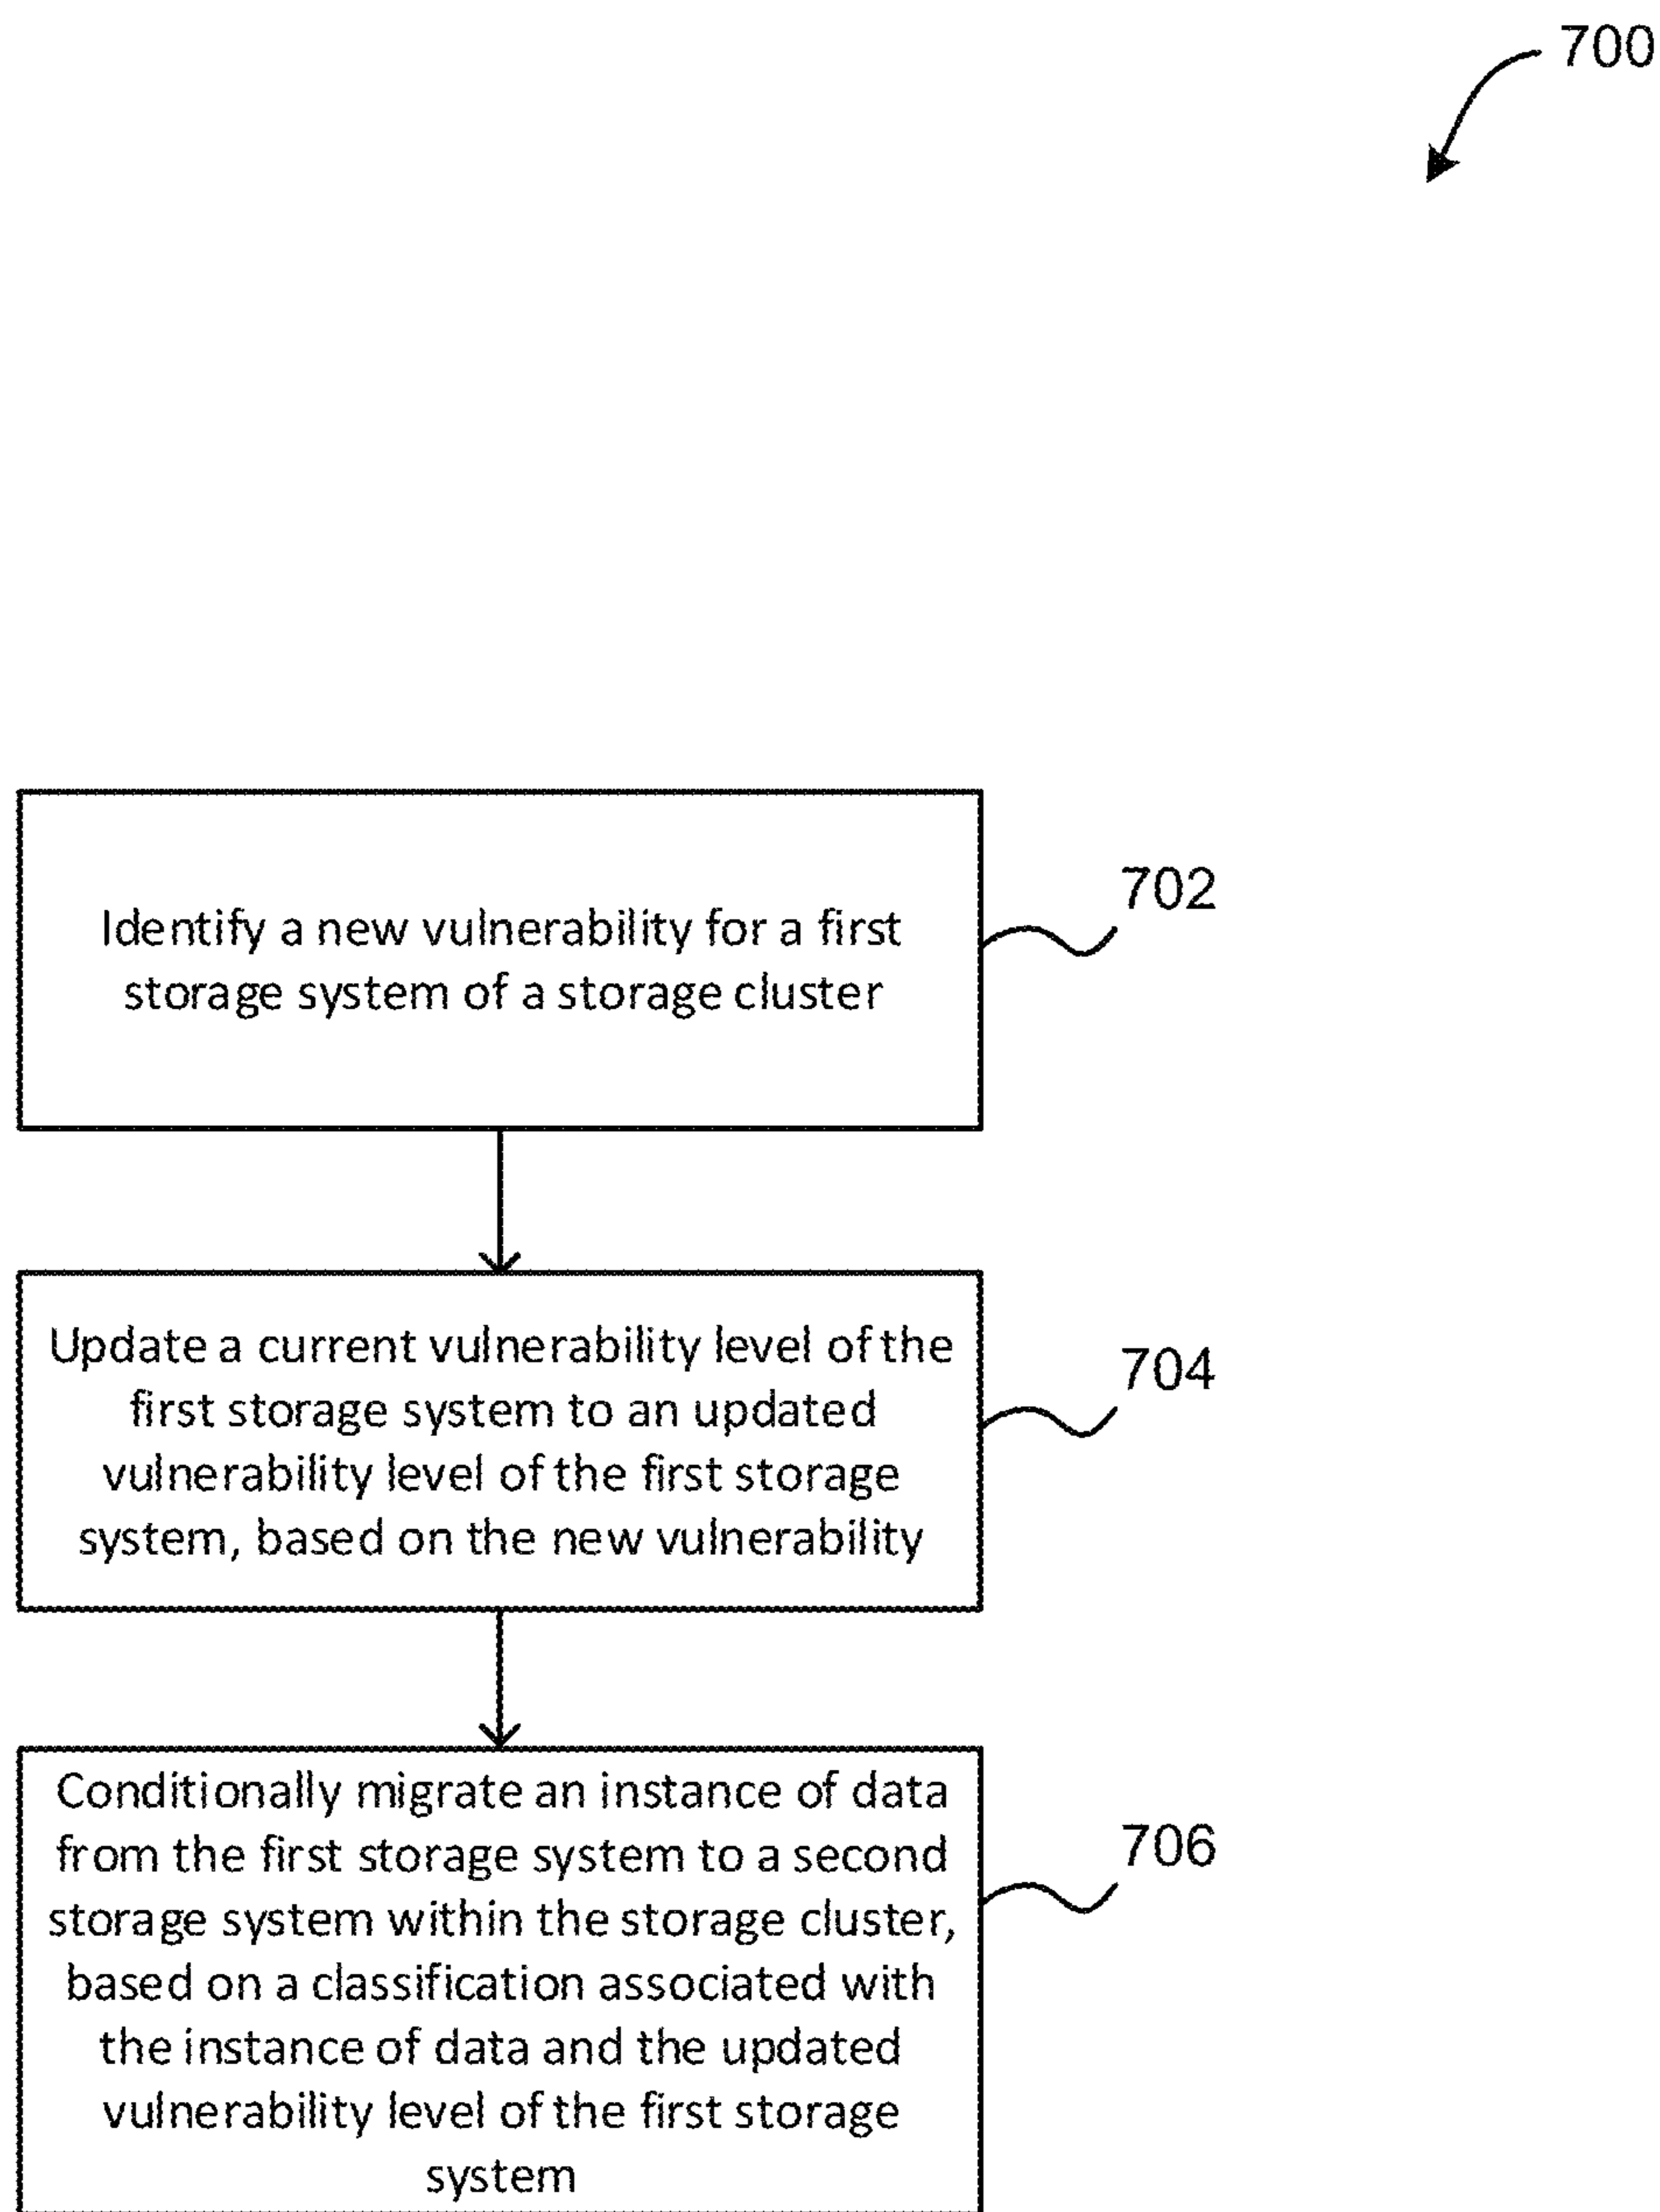 700
Identify a new vulnerability for a first
storage system of a storage cluster
702
Update a current vulnerability level of the
first storage system to an updated
vulnerability level of the first storage
system, based on the new vulnerability
704
Conditionally migrate an instance of data
from the first storage system to a second
storage system within the storage cluster,
based on a classification associated with
the instance of data and the updated
vulnerability level of the first storage
system
706